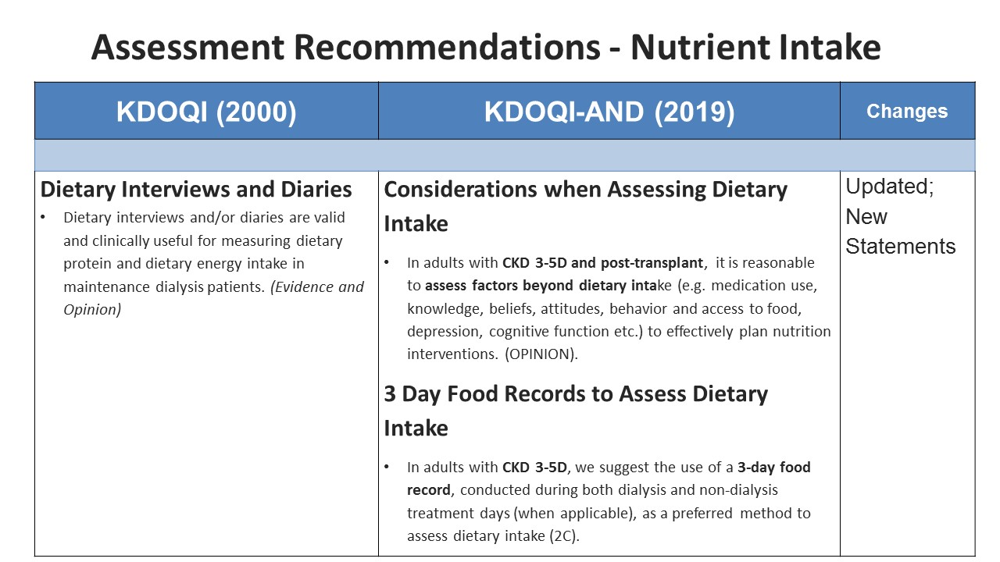 Assessment Recommendations - Nutrient Intake
KDOQI (2000)
KDOQI-AND (2019)
Changes
Dietary Interviews and Diaries
• Dietary interviews and/or diaries are valid
and clinically useful for measuring dietary
protein and dietary energy intake in
maintenance dialysis patients. (Evidence and
Opinion)
Considerations when Assessing Dietary
Intake
• In adults with CKD 3-5D and post-transplant, it is reasonable
to assess factors beyond dietary intake (e.g. medication use,
knowledge, beliefs, attitudes, behavior and access to food,
depression, cognitive function etc.) to effectively plan nutrition
interventions. (OPINION).
3 Day Food Records to Assess Dietary
Intake
• In adults with CKD 3-5D, we suggest the use of a 3-day food
record, conducted during both dialysis and non-dialysis
treatment days (when applicable), as a preferred method to
assess dietary intake (2C).
Updated;
New
Statements